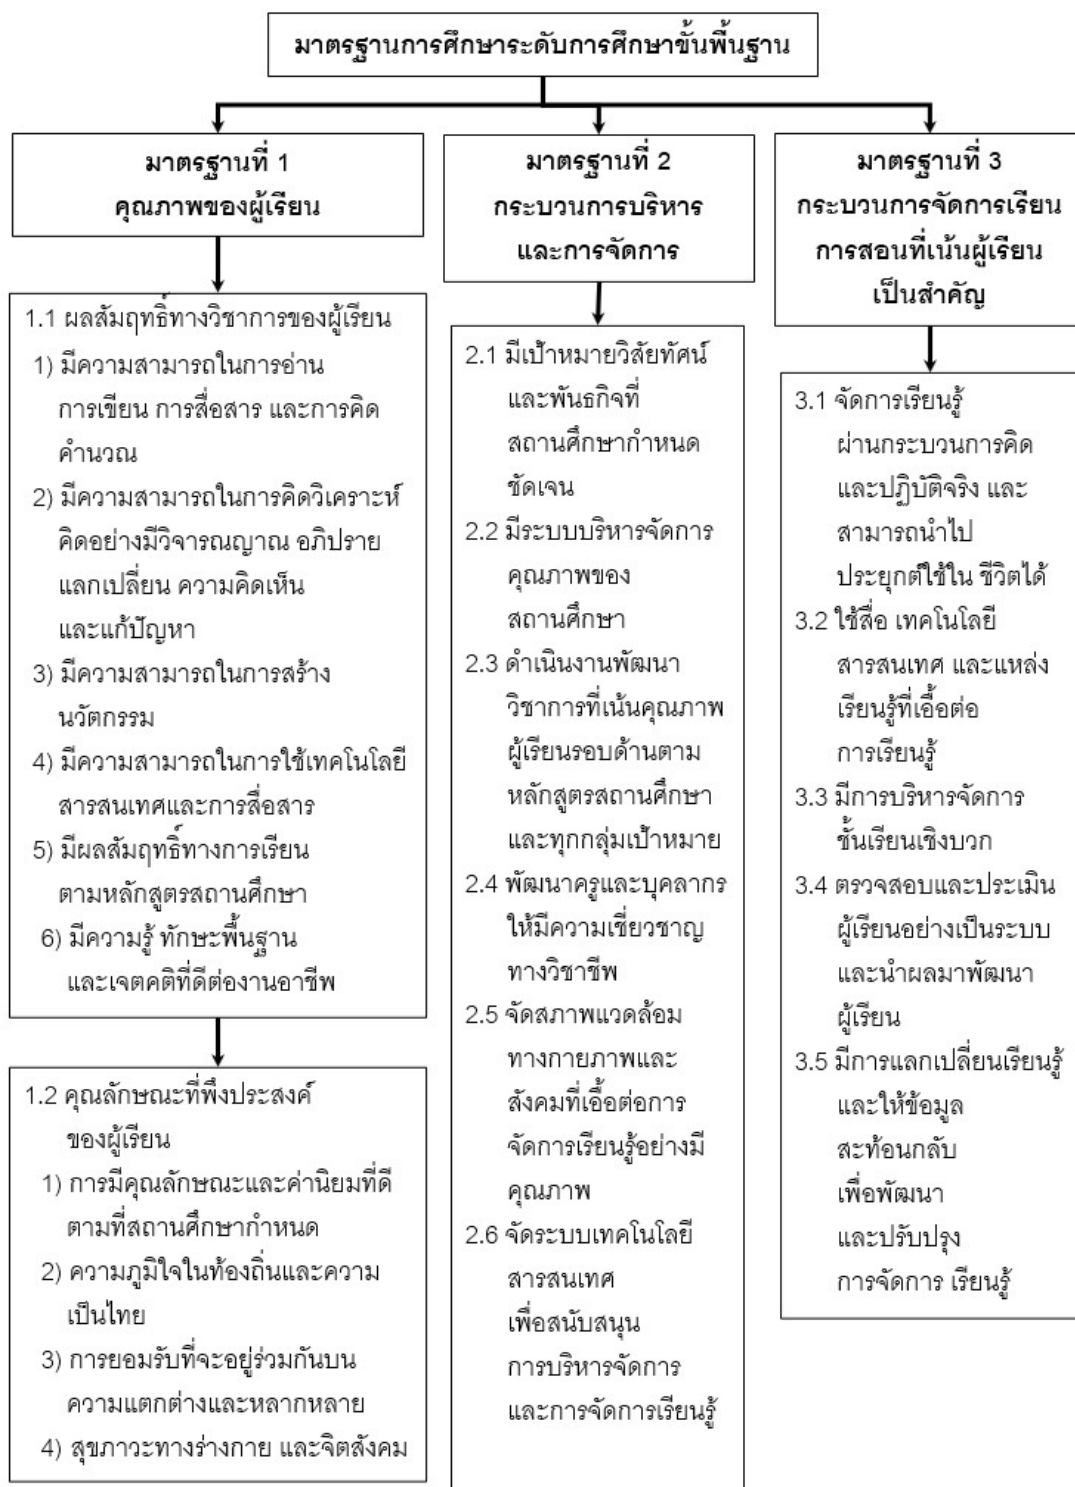 มาตรฐานการศึกษาระดับการศึกษาขั้นพื้นฐาน
มาตรฐานที่ 1
คุณภาพของผู้เรียน
1.1 ผลสัมฤทธิ์ทางวิชาการของผู้เรียน
1) มีความสามารถในการอ่าน
การเขียน การสื่อสาร และการคิด
คำนวณ
2) มีความสามารถในการคิดวิเคราะห์
คิดอย่างมีวิจารณญาณ อภิปราย
แลกเปลี่ยน ความคิดเห็น
และแก้ปัญหา
3) มีความสามารถในการสร้าง
นวัตกรรม
4) มีความสามารถในการใช้เทคโนโลยี
สารสนเทศและการสื่อสาร
5) มีผลสัมฤทธิ์ทางการเรียน
ตามหลักสูตรสถานศึกษา
6) มีความรู้ ทักษะพื้นฐาน
และเจตคติที่ดีต่องานอาชีพ
1.2 คุณลักษณะที่พึงประสงค์
ของผู้เรียน
1) การมีคุณลักษณะและค่านิยมที่ดี
ตามที่สถานศึกษากำหนด
2) ความภูมิใจในท้องถิ่นและความ
เป็นไทย
3) การยอมรับที่จะอยู่ร่วมกันบน
ความแตกต่างและหลากหลาย
4) สุขภาวะทางร่างกาย และจิตสังคม
มาตรฐานที่ 2
กระบวนการบริหาร
และการจัดการ
2.1 มีเป้าหมายวิสัยทัศน์
และพันธกิจที่
สถานศึกษากำหนด
ชัดเจน
2.2 มีระบบบริหารจัดการ
คุณภาพของ
สถานศึกษา
2.3 ดำเนินงานพัฒนา
วิชาการที่เน้นคุณภาพ
ผู้เรียนรอบด้านตาม
หลักสูตรสถานศึกษา
และทุกกลุ่มเป้าหมาย
2.4 พัฒนาครูและบุคลากร
ให้มีความเชี่ยวชาญ
ทางวิชาชีพ
2.5 จัดสภาพแวดล้อม
ทางกายภาพและ
สังคมที่เอื้อต่อการ
จัดการเรียนรู้อย่างมี
คุณภาพ
2.6 จัดระบบเทคโนโลยี
สารสนเทศ
เพื่อสนับสนุน
การบริหารจัดการ
และการจัดการเรียนรู้
มาตรฐานที่ 3
กระบวนการจัดการเรียน
การสอนที่เน้นผู้เรียน
เป็นสำคัญ
3.1 จัดการเรียนรู้
ผ่านกระบวนการคิด
และปฏิบัติจริง และ
สามารถนำไป
ประยุกต์ใช้ใน ชีวิตได้
3.2 ใช้สื่อ เทคโนโลยี
สารสนเทศ และแหล่ง
เรียนรู้ที่เอื้อต่อ
การเรียนรู้
3.3 มีการบริหารจัดการ
ชั้นเรียนเชิงบวก
3.4 ตรวจสอบและประเมิน
ผู้เรียนอย่างเป็นระบบ
และนำผลมาพัฒนา
ผู้เรียน
3.5 มีการแลกเปลี่ยนเรียนรู้
และให้ข้อมูล
สะท้อนกลับ
เพื่อพัฒนา
และปรับปรุง
การจัดการ เรียนรู้